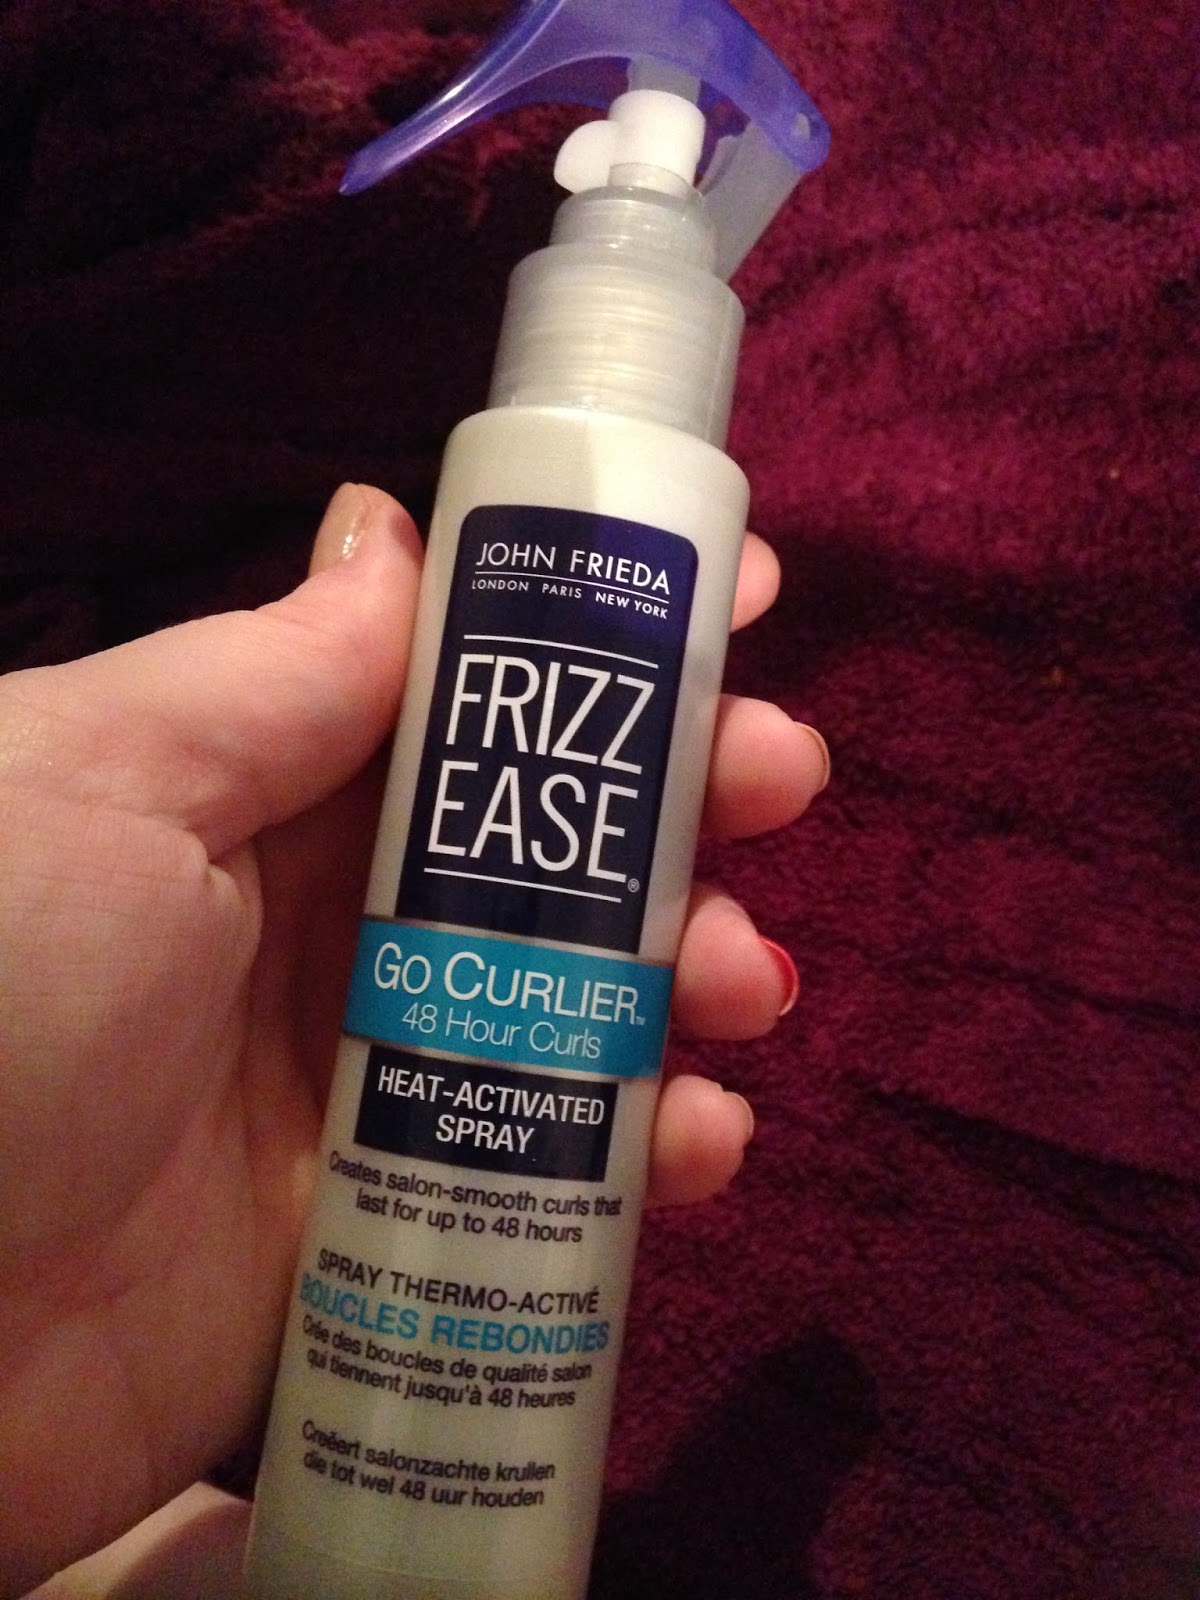 JOHN FRIEDA
LONDON PARIS NEW YORK
FRIZZ
EASE®
GO CURLIER™
48 Hour Curls
HEAT-ACTIVATED
SPRAY
Creates salon-smooth curls that
last for up to 48 hours
SPRAY THERMO-ACTIVÉ
BOUCLES REBONDIES
Crée des boucles de qualité salon
qui tiennent jusqu'à 48 heures
Creëert salonzachte krullen
die tot wel 48 uur houden